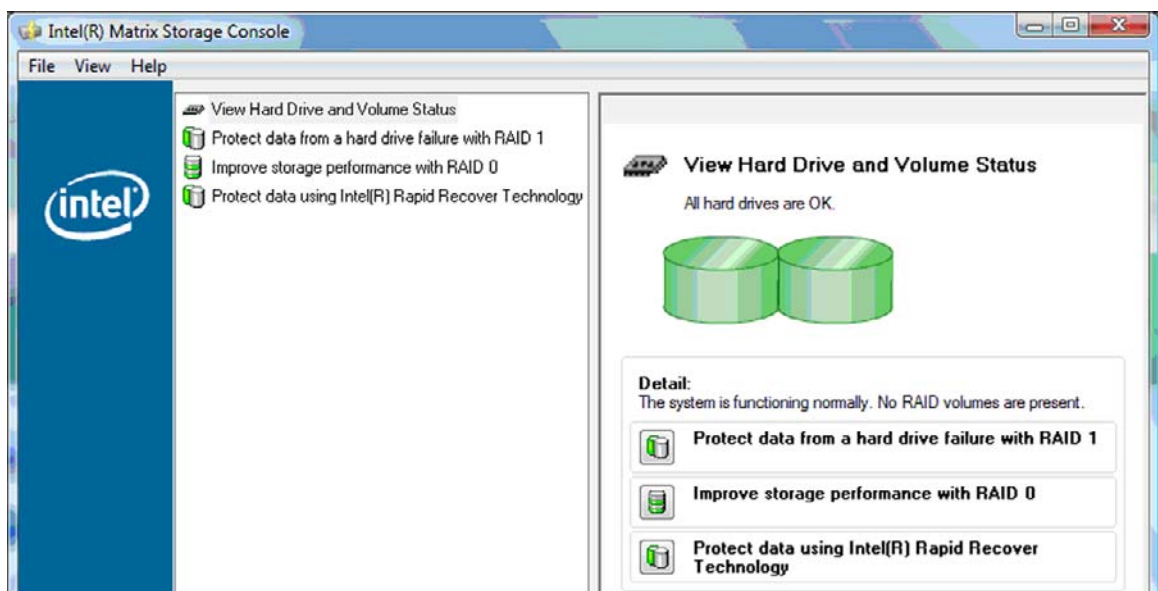 Intel(R) Matrix Storage Console
File View Help
intel
View Hard Drive and Volume Status
Protect data from a hard drive failure with RAID 1
Improve storage performance with RAID 0
Protect data using Intel(R) Rapid Recover Technology
View Hard Drive and Volume Status
All hard drives are OK.
Detail:
The system is functioning normally. No RAID volumes are present.
Protect data from a hard drive failure with RAID 1
Improve storage performance with RAID 0
Protect data using Intel(R) Rapid Recover
Technology